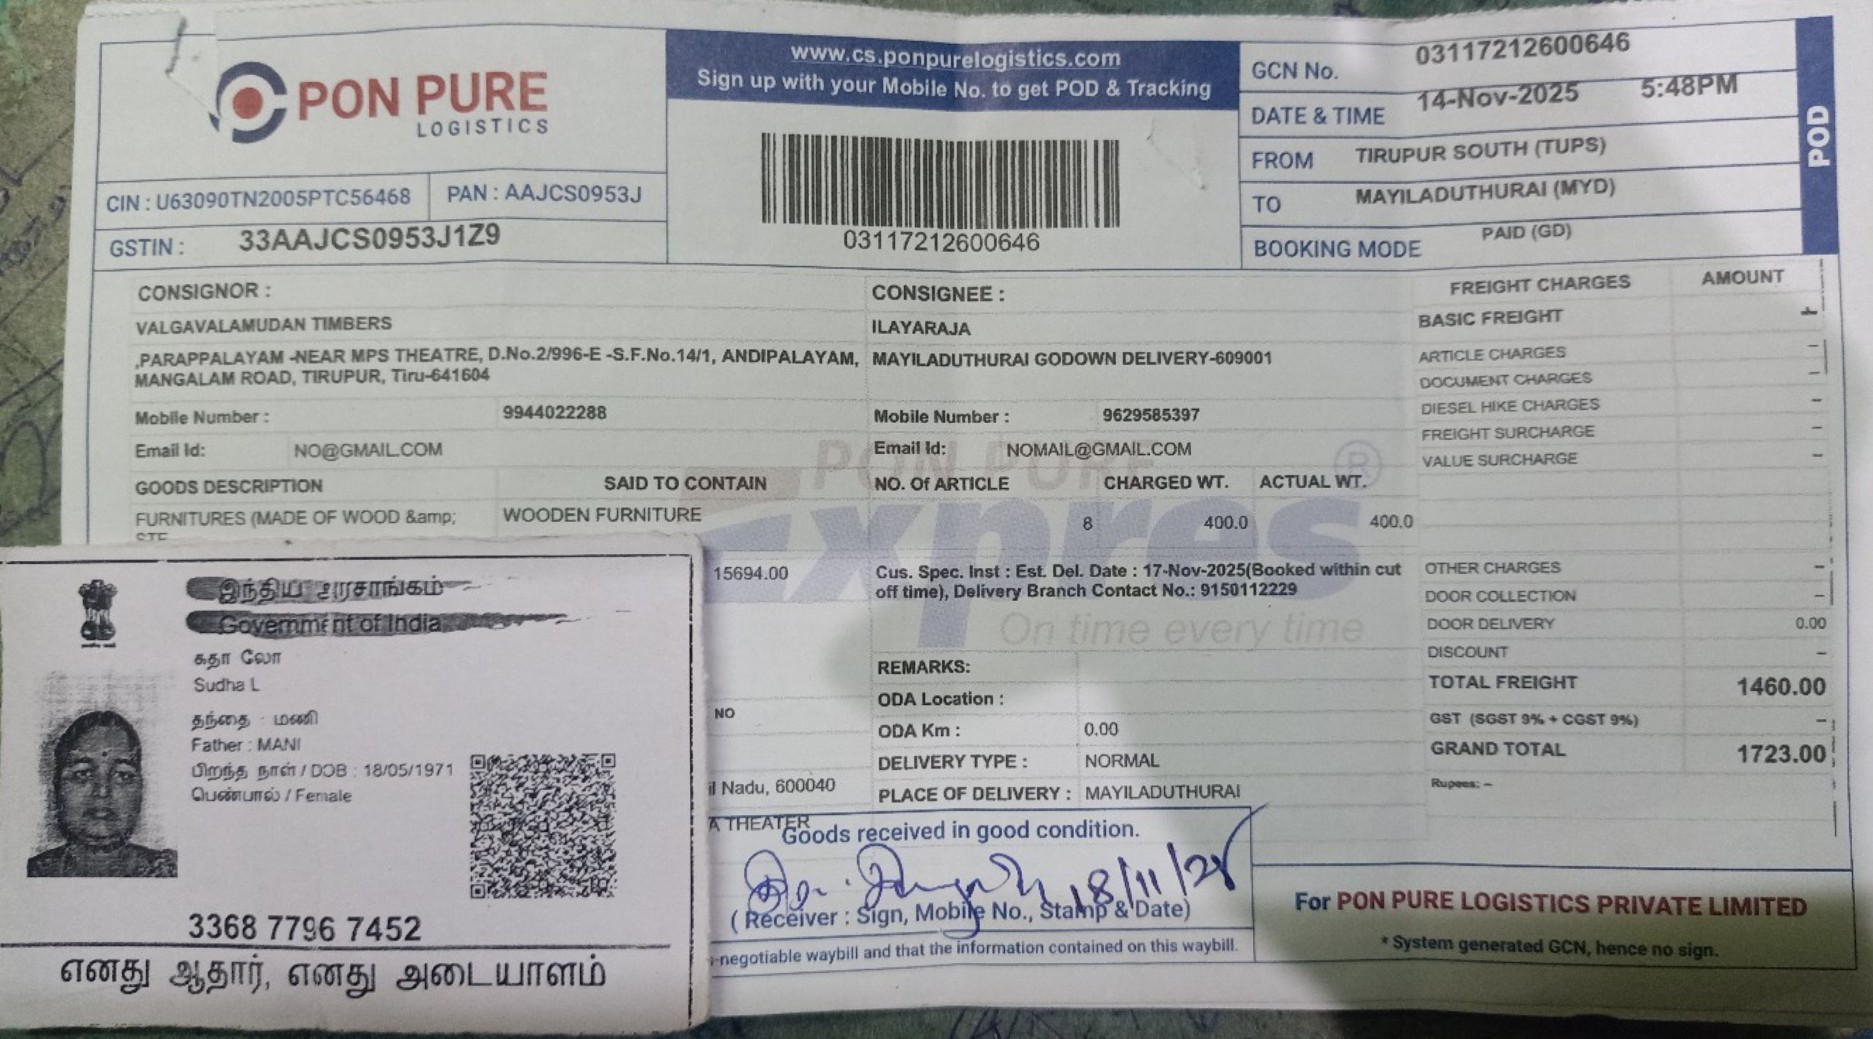 PON PURE
LOGISTICS
CIN : U63090TN2005PTC56468
PAN : AAJCS0953J
GSTIN : 33AAJCS0953J1Z9
www.cs.ponpurelogistics.com
Sign up with your Mobile No. to get POD & Tracking
03117212600646
GCN No. 03117212600646
DATE & TIME 14-Nov-2025 5:48PM
FROM TIRUPUR SOUTH (TUPS)
TO MAYILADUTHURAI (MYD)
BOOKING MODE PAID (GD)
POD
CONSIGNOR :
VALGAVALAMUDAN TIMBERS
,PARAPPALAYAM -NEAR MPS THEATRE, D.No.2/996-E -S.F.No.14/1, ANDIPALAYAM,
MANGALAM ROAD, TIRUPUR, Tiru-641604
Mobile Number : 9944022288
Email Id: NO@GMAIL.COM
CONSIGNEE :
ILAYARAJA
MAYILADUTHURAI GODOWN DELIVERY-609001
Mobile Number : 9629585397
Email Id: NOMAIL@GMAIL.COM
GOODS DESCRIPTION SAID TO CONTAIN NO. Of ARTICLE CHARGED WT. ACTUAL WT.
FURNITURES (MADE OF WOOD &amp; WOODEN FURNITURE 8 400.0 400.0
STE
PON PURE
Expres
®
On time every time
15694.00
Cus. Spec. Inst : Est. Del. Date : 17-Nov-2025(Booked within cut
off time), Delivery Branch Contact No.: 9150112229
REMARKS:
ODA Location :
NO
ODA Km : 0.00
DELIVERY TYPE : NORMAL
il Nadu, 600040
PLACE OF DELIVERY : MAYILADUTHURAI
A THEATER
Goods received in good condition.
18/11/25
( Receiver : Sign, Mobile No., Stamp & Date)
-negotiable waybill and that the information contained on this waybill.
FREIGHT CHARGES AMOUNT
BASIC FREIGHT –
ARTICLE CHARGES –
DOCUMENT CHARGES –
DIESEL HIKE CHARGES –
FREIGHT SURCHARGE –
VALUE SURCHARGE –
OTHER CHARGES –
DOOR COLLECTION –
DOOR DELIVERY 0.00
DISCOUNT –
TOTAL FREIGHT 1460.00
GST (SGST 9% + CGST 9%) –
GRAND TOTAL 1723.00
Rupees: –
For PON PURE LOGISTICS PRIVATE LIMITED
* System generated GCN, hence no sign.
இந்திய அரசாங்கம்
Government of India
சுதா லோ
Sudha L
தந்தை : மணி
Father : MANI
பிறந்த நாள் / DOB : 18/05/1971
பெண்பால் / Female
3368 7796 7452
எனது ஆதார், எனது அடையாளம்